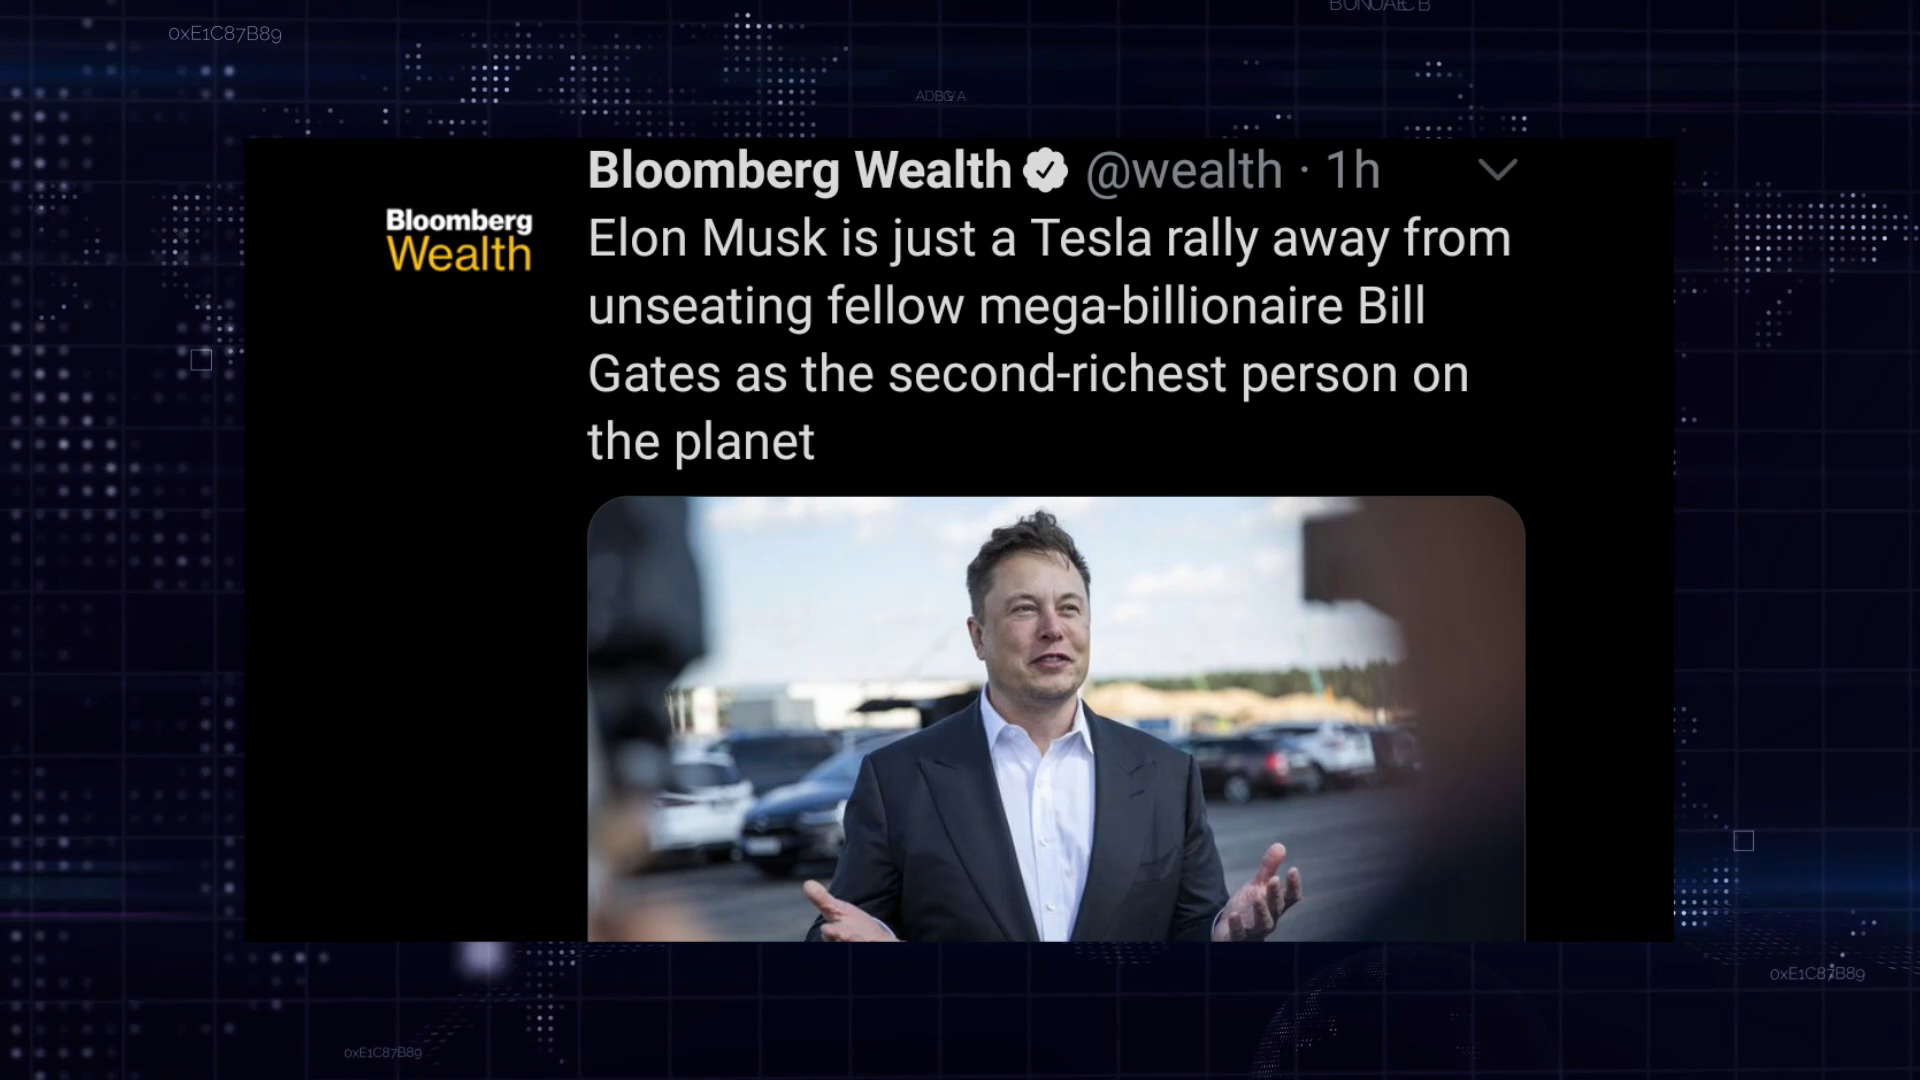 0xE1C87B89
Bloomberg Wealth @wealth · 1h
Bloomberg
Wealth
Elon Musk is just a Tesla rally away from
unseating fellow mega-billionaire Bill
Gates as the second-richest person on
the planet
0xE1C87B89
0xE1C87B89